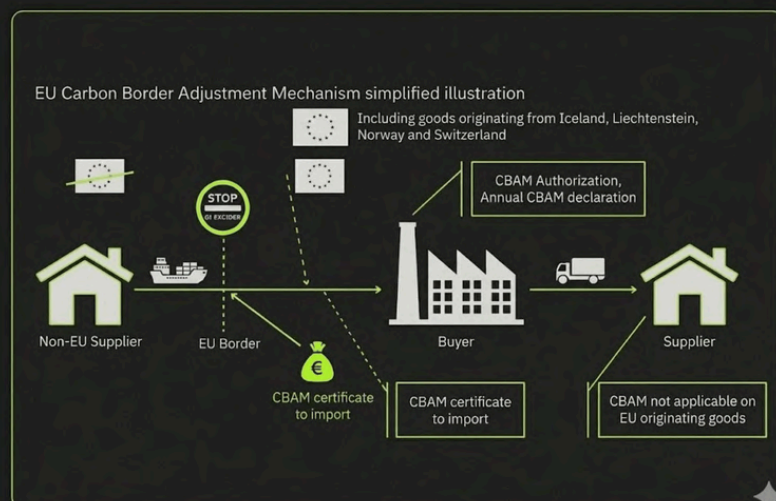 EU Carbon Border Adjustment Mechanism simplified illustration
Including goods originating from Iceland, Liechtenstein,
Norway and Switzerland
CBAM Authorization,
Annual CBAM declaration
STOP
GI EXCIDER
Non-EU Supplier
EU Border
Buyer
Supplier
€
CBAM certificate
to import
CBAM certificate
to import
CBAM not applicable on
EU originating goods